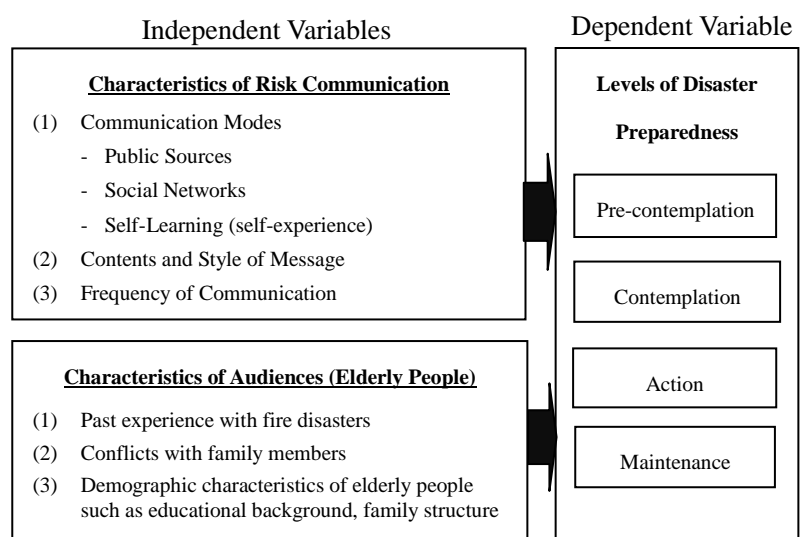 Independent Variables
Characteristics of Risk Communication
(1) Communication Modes
- Public Sources
- Social Networks
- Self-Learning (self-experience)
(2) Contents and Style of Message
(3) Frequency of Communication
Characteristics of Audiences (Elderly People)
(1) Past experience with fire disasters
(2) Conflicts with family members
(3) Demographic characteristics of elderly people
such as educational background, family structure
Dependent Variable
Levels of Disaster
Preparedness
Pre-contemplation
Contemplation
Action
Maintenance